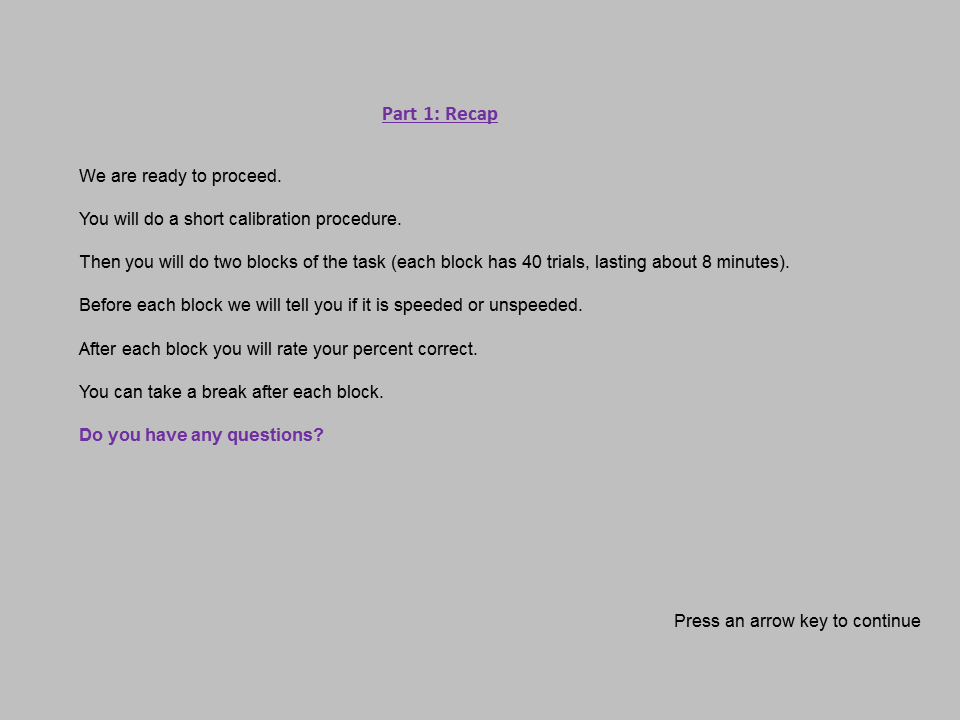 Part 1: Recap
We are ready to proceed.
You will do a short calibration procedure.
Then you will do two blocks of the task (each block has 40 trials, lasting about 8 minutes).
Before each block we will tell you if it is speeded or unspeeded.
After each block you will rate your percent correct.
You can take a break after each block.
Do you have any questions?
Press an arrow key to continue